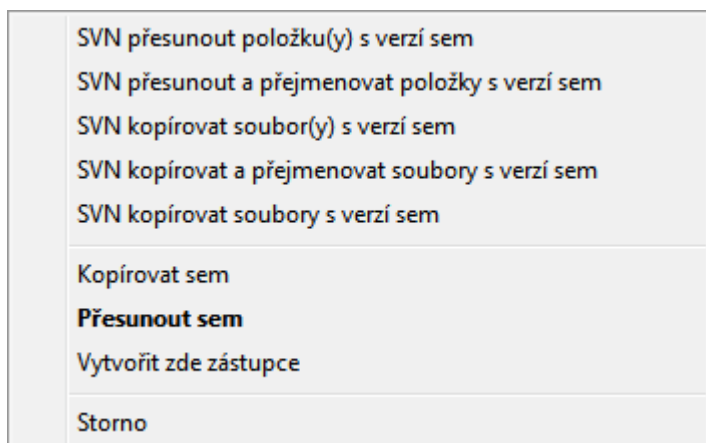 SVN přesunout položku(y) s verzí sem
SVN přesunout a přejmenovat položky s verzí sem
SVN kopírovat soubor(y) s verzí sem
SVN kopírovat a přejmenovat soubory s verzí sem
SVN kopírovat soubory s verzí sem
Kopírovat sem
Přesunout sem
Vytvořit zde zástupce
Storno